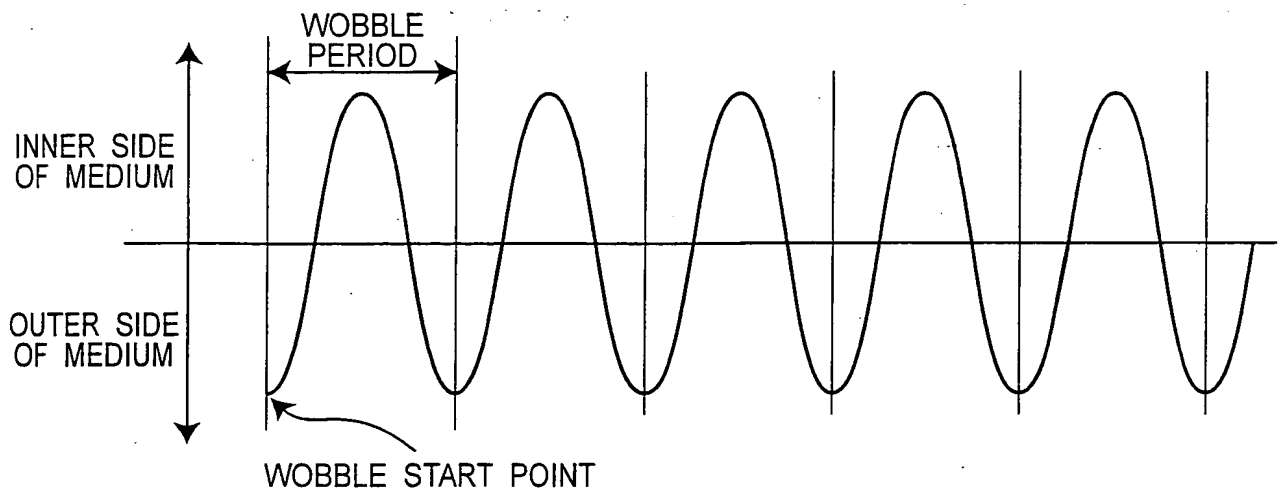 WOBBLE
PERIOD
INNER SIDE
OF MEDIUM
OUTER SIDE
OF MEDIUM
WOBBLE START POINT